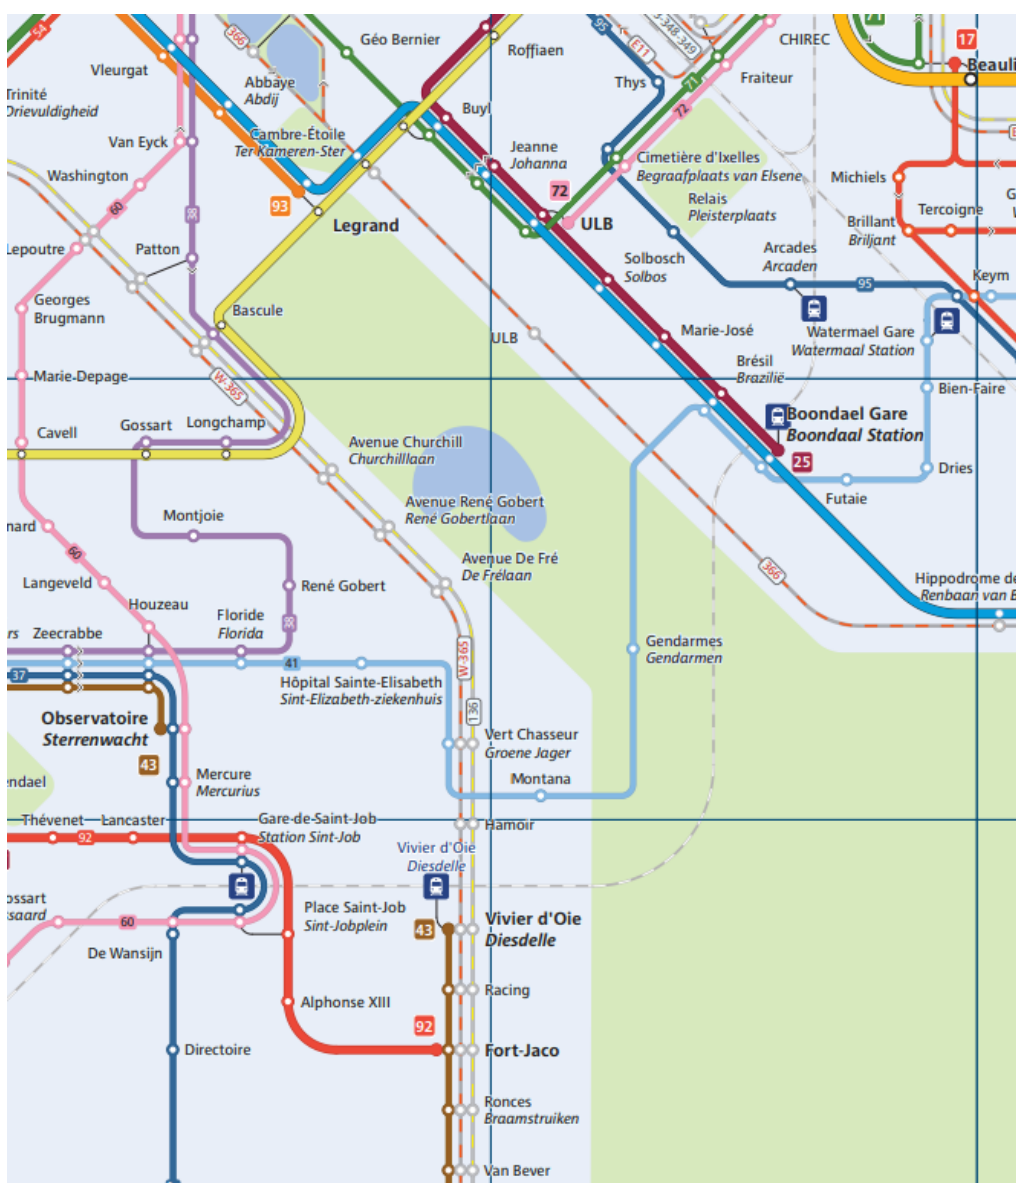 54
366
Géo Bernier
Roffiaen
95
E11
3-348-349
CHIREC
17
Beauli
Vleurgat
Abbaye
Abdij
Thys
71
Fraiteur
Trinité
Drievuldigheid
Buyl
72
Van Eyck
Cambre-Étoile
Ter Kameren-Ster
Jeanne
Johanna
Cimetière d'Ixelles
Begraafplaats van Elsene
Washington
93
72
Michiels
60
38
Legrand
ULB
Relais
Pleisterplaats
Tercoigne
Brillant
Briljant
Lepoutre
Patton
Solbosch
Solbos
Arcades
Arcaden
95
Keym
Georges
Brugmann
Bascule
ULB
Marie-José
Watermael Gare
Watermaal Station
Marie-Depage
W-365
Brésil
Brazilië
Bien-Faire
Cavell
Gossart
Longchamp
Boondael Gare
Boondaal Station
25
Avenue Churchill
Churchilllaan
Dries
Futaie
Avenue René Gobert
René Gobertlaan
nard
Montjoie
60
Avenue De Fré
De Frélaan
366
Langeveld
René Gobert
Hippodrome de
Renbaan van B
Houzeau
Floride
Florida
38
rs
Zeecrabbe
Gendarmes
Gendarmen
W-365
41
37
Hôpital Sainte-Elisabeth
Sint-Elizabeth-ziekenhuis
136
Observatoire
Sterrenwacht
Vert Chasseur
Groene Jager
43
Mercure
Mercurius
endael
Montana
Thévenet
Lancaster
Gare-de-Saint-Job
Station Sint-Job
Hamoir
92
Vivier d'Oie
Diesdelle
ossart
ssaard
60
Place Saint-Job
Sint-Jobplein
43
Vivier d'Oie
Diesdelle
De Wansijn
Racing
Alphonse XIII
92
Directoire
Fort-Jaco
Ronces
Braamstruiken
Van Bever